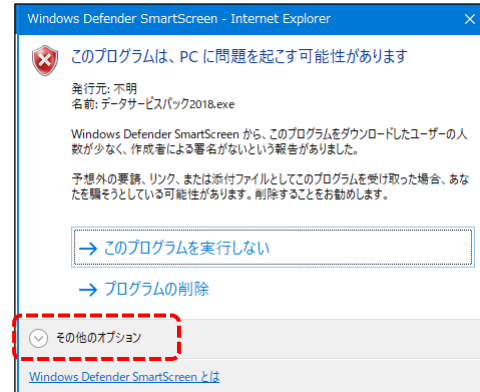 Windows Defender SmartScreen - Internet Explorer
このプログラムは、PC に問題を起こす可能性があります
発行元: 不明
名前: データサービスパック2018.exe
Windows Defender SmartScreen から、このプログラムをダウンロードしたユーザーの人
数が少なく、作成者による署名がないという報告がありました。
予想外の要請、リンク、または添付ファイルとしてこのプログラムを受け取った場合、あな
たを騙そうとしている可能性があります。削除することをお勧めします。
このプログラムを実行しない
プログラムの削除
その他のオプション
Windows Defender SmartScreen とは